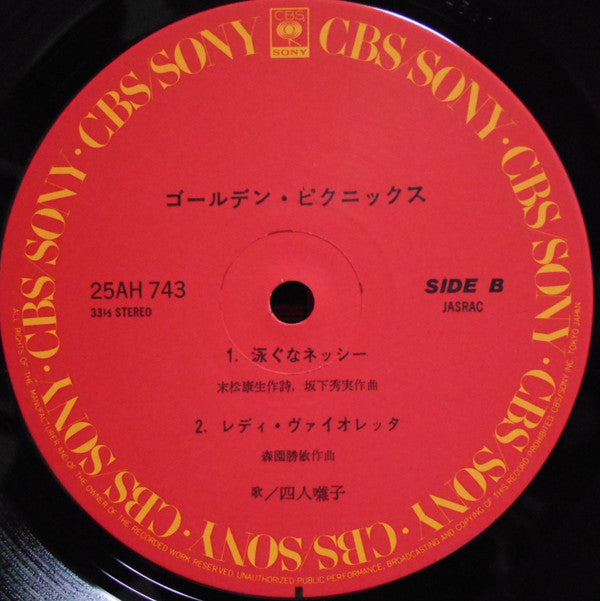 CBS
SONY
CBS/SONY · CBS/SONY · CBS/SONY · CBS/SONY · CBS/SONY · CBS/SONY · CBS/SONY · CBS/SONY
ゴールデン・ピクニックス
25AH 743
33⅓ STEREO
SIDE B
JASRAC
1. 泳ぐなネッシー
末松康生作詩, 坂下秀実作曲
2. レディ・ヴァイオレッタ
森園勝敏作曲
歌／四人囃子
ALL RIGHTS OF THE MANUFACTURER AND OF THE OWNER OF THE RECORDED WORK RESERVED. UNAUTHORIZED PUBLIC PERFORMANCE, BROADCASTING AND COPYING OF THIS RECORD PROHIBITED. CBS/SONY INC. TOKYO JAPAN